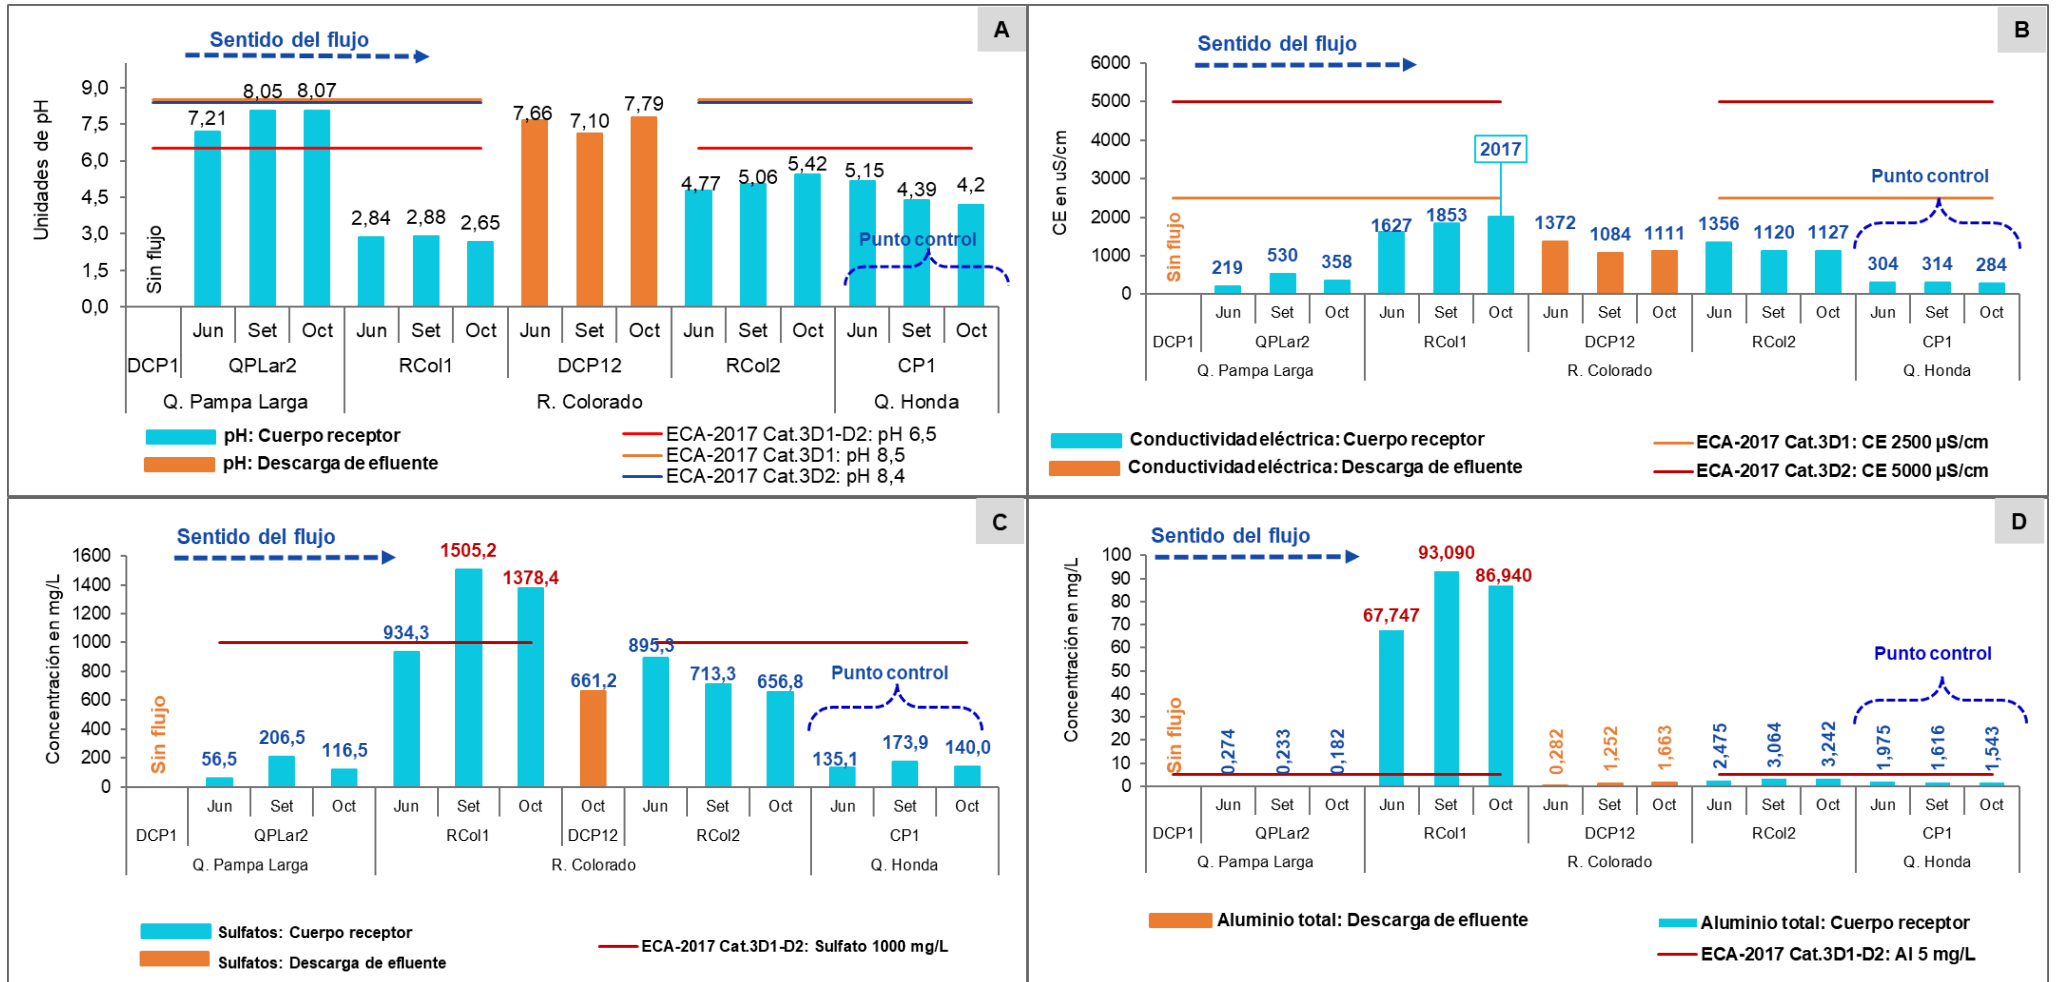 A
Sentido del flujo
Unidades de pH
9,0
7,5
6,0
4,5
3,0
1,5
0,0
Sin flujo
7,21
8,05
8,07
2,84
2,88
2,65
7,66
7,10
7,79
4,77
5,06
5,42
5,15
4,39
4,2
Punto control
Jun Set Oct Jun Set Oct Jun Set Oct Jun Set Oct Jun Set Oct
DCP1 QPLar2 RCol1 DCP12 RCol2 CP1
Q. Pampa Larga R. Colorado Q. Honda
pH: Cuerpo receptor
pH: Descarga de efluente
ECA-2017 Cat.3D1-D2: pH 6,5
ECA-2017 Cat.3D1: pH 8,5
ECA-2017 Cat.3D2: pH 8,4
B
Sentido del flujo
CE en uS/cm
6000
5000
4000
3000
2000
1000
0
Sin flujo
219
530
358
1627
1853
2017
1372
1084
1111
1356
1120
1127
Punto control
304
314
284
Jun Set Oct Jun Set Oct Jun Set Oct Jun Set Oct Jun Set Oct
DCP1 QPLar2 RCol1 DCP12 RCol2 CP1
Q. Pampa Larga R. Colorado Q. Honda
Conductividad eléctrica: Cuerpo receptor
Conductividad eléctrica: Descarga de efluente
ECA-2017 Cat.3D1: CE 2500 µS/cm
ECA-2017 Cat.3D2: CE 5000 µS/cm
C
Sentido del flujo
Concentración en mg/L
1600
1400
1200
1000
800
600
400
200
0
Sin flujo
56,5
206,5
116,5
934,3
1505,2
1378,4
661,2
895,3
713,3
656,8
Punto control
135,1
173,9
140,0
Jun Set Oct Jun Set Oct Oct Jun Set Oct Jun Set Oct
DCP1 QPLar2 RCol1 DCP12 RCol2 CP1
Q. Pampa Larga R. Colorado Q. Honda
Sulfatos: Cuerpo receptor
Sulfatos: Descarga de efluente
ECA-2017 Cat.3D1-D2: Sulfato 1000 mg/L
D
Sentido del flujo
Concentración en mg/L
100
90
80
70
60
50
40
30
20
10
0
Sin flujo
0,274
0,233
0,182
67,747
93,090
86,940
0,282
1,252
1,663
2,475
3,064
3,242
Punto control
1,975
1,616
1,543
Jun Set Oct Jun Set Oct Jun Set Oct Jun Set Oct Jun Set Oct
DCP1 QPLar2 RCol1 DCP12 RCol2 CP1
Q. Pampa Larga R. Colorado Q. Honda
Aluminio total: Descarga de efluente
Aluminio total: Cuerpo receptor
ECA-2017 Cat.3D1-D2: Al 5 mg/L